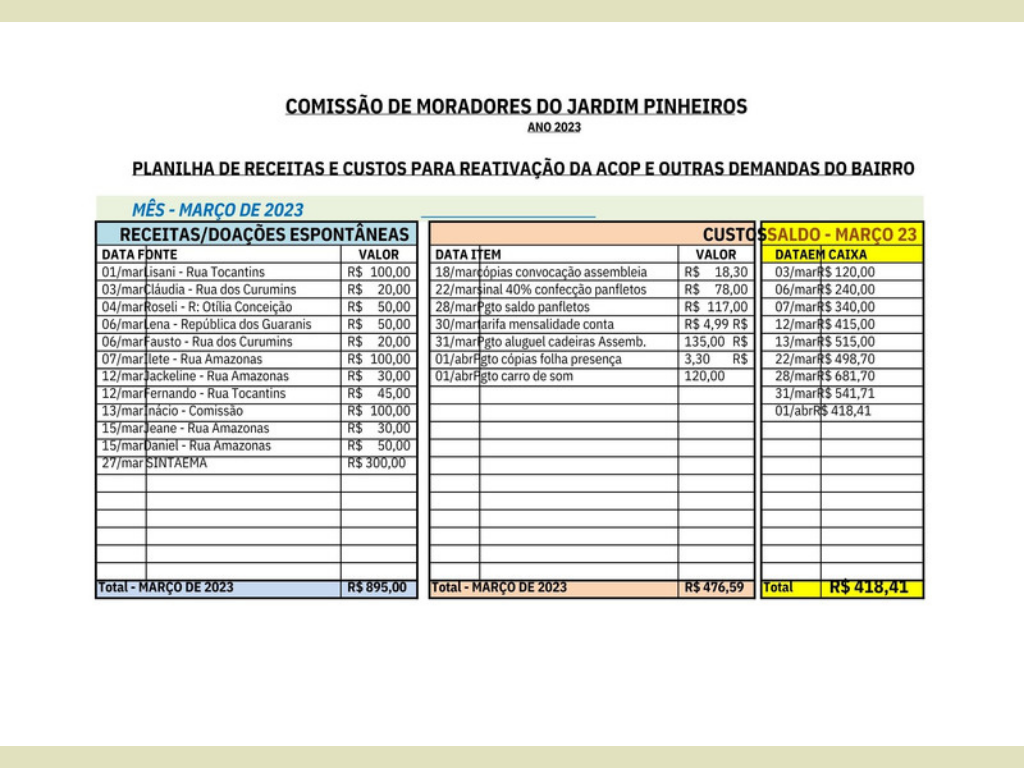 COMISSÃO DE MORADORES DO JARDIM PINHEIROS
ANO 2023
PLANILHA DE RECEITAS E CUSTOS PARA REATIVAÇÃO DA ACOP E OUTRAS DEMANDAS DO BAIRRO
MÊS - MARÇO DE 2023
RECEITAS/DOAÇÕES ESPONTÂNEAS
DATA FONTE VALOR
01/mar Lisani - Rua Tocantins R$ 100,00
03/mar Cláudia - Rua dos Curumins R$ 20,00
04/mar Roseli - R: Otília Conceição R$ 50,00
06/mar Lena - República dos Guaranis R$ 50,00
06/mar Fausto - Rua dos Curumins R$ 20,00
07/mar Ilete - Rua Amazonas R$ 100,00
12/mar Jackeline - Rua Amazonas R$ 30,00
12/mar Fernando - Rua Tocantins R$ 45,00
13/mar Inácio - Comissão R$ 100,00
15/mar Jeane - Rua Amazonas R$ 30,00
15/mar Daniel - Rua Amazonas R$ 50,00
27/mar SINTAEMA R$ 300,00
Total - MARÇO DE 2023 R$ 895,00
CUSTOS
DATA ITEM VALOR
18/mar cópias convocação assembleia R$ 18,30
22/mar sinal 40% confecção panfletos R$ 78,00
28/mar Pgto saldo panfletos R$ 117,00
30/mar tarifa mensalidade conta R$ 4,99 R$
31/mar Pgto aluguel cadeiras Assemb. 135,00 R$
01/abr Pgto cópias folha presença 3,30 R$
01/abr Pgto carro de som 120,00
Total - MARÇO DE 2023 R$ 476,59
SALDO - MARÇO 23
DATA EM CAIXA
03/mar R$ 120,00
06/mar R$ 240,00
07/mar R$ 340,00
12/mar R$ 415,00
13/mar R$ 515,00
22/mar R$ 498,70
28/mar R$ 681,70
31/mar R$ 541,71
01/abr R$ 418,41
Total R$ 418,41